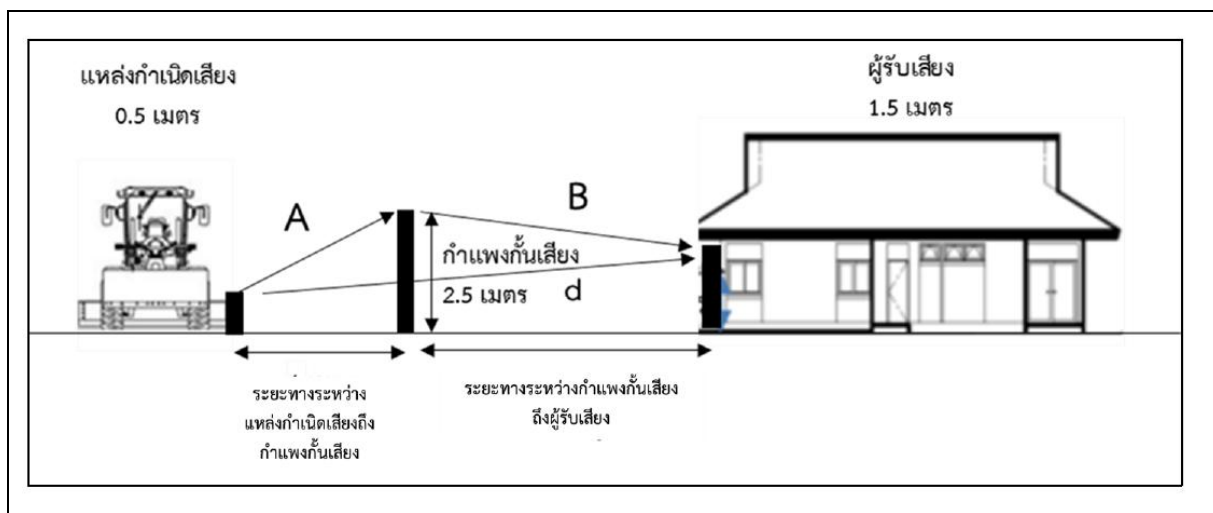 แหล่งกำเนิดเสียง
0.5 เมตร
ผู้รับเสียง
1.5 เมตร
A
B
กำแพงกั้นเสียง
2.5 เมตร
d
ระยะทางระหว่าง
แหล่งกำเนิดเสียงถึง
กำแพงกั้นเสียง
ระยะทางระหว่างกำแพงกั้นเสียง
ถึงผู้รับเสียง